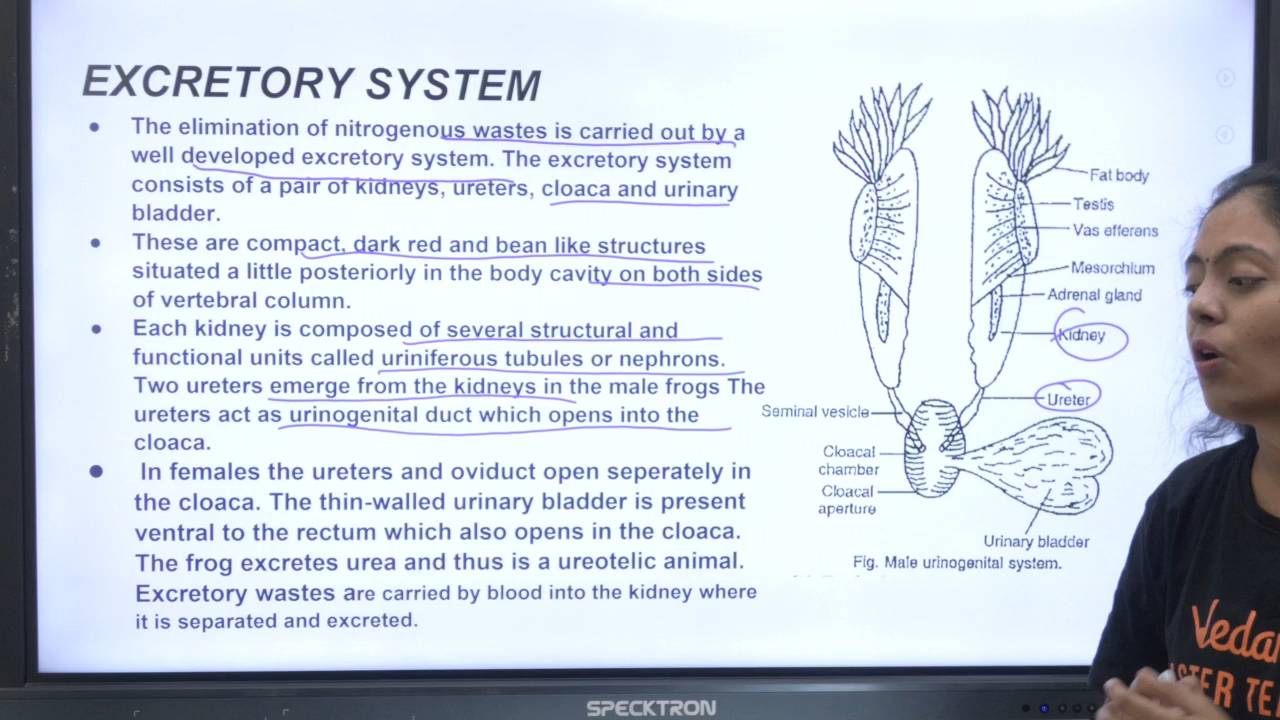 EXCRETORY SYSTEM
• The elimination of nitrogenous wastes is carried out by a
well developed excretory system. The excretory system
consists of a pair of kidneys, ureters, cloaca and urinary
bladder.
• These are compact, dark red and bean like structures
situated a little posteriorly in the body cavity on both sides
of vertebral column.
• Each kidney is composed of several structural and
functional units called uriniferous tubules or nephrons.
Two ureters emerge from the kidneys in the male frogs The
ureters act as urinogenital duct which opens into the
cloaca.
• In females the ureters and oviduct open seperately in
the cloaca. The thin-walled urinary bladder is present
ventral to the rectum which also opens in the cloaca.
The frog excretes urea and thus is a ureotelic animal.
Excretory wastes are carried by blood into the kidney where
it is separated and excreted.
Fat body
Testis
Vas efferens
Mesorchium
Adrenal gland
Kidney
Ureter
Seminal vesicle
Cloacal
chamber
Cloacal
aperture
Urinary bladder
Fig. Male urinogenital system.
SPECKTRON